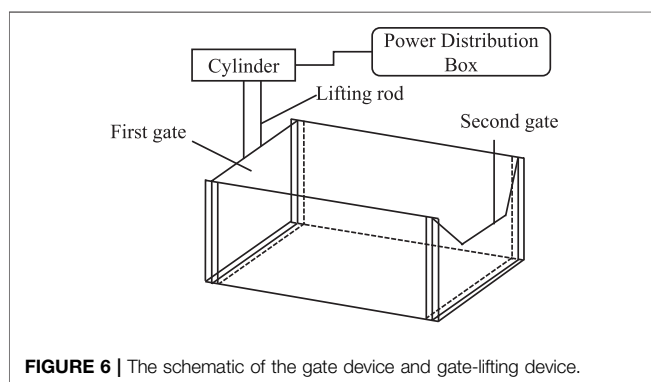 Power Distribution
Box
Cylinder
Lifting rod
First gate
Second gate
FIGURE 6 | The schematic of the gate device and gate-lifting device.